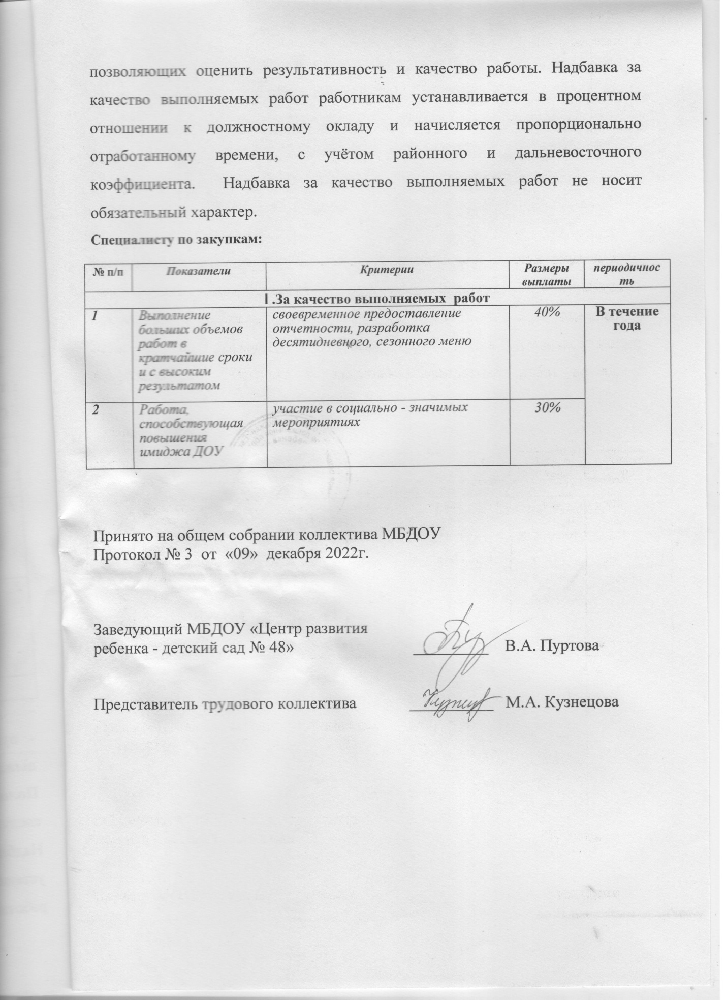 позволяющих оценить результативность и качество работы. Надбавка за
качество выполняемых работ работникам устанавливается в процентном
отношении к должностному окладу и начисляется пропорционально
отработанному времени, с учётом районного и дальневосточного
коэффициента. Надбавка за качество выполняемых работ не носит
обязательный характер.
Специалисту по закупкам:
№ п/п Показатели Критерии Размеры выплаты периодичнос
ть
I .За качество выполняемых работ
1 Выполнение
больших объемов
работ в
кратчайшие сроки
и с высоким
результатом
своевременное предоставление
отчетности, разработка
десятидневного, сезонного меню
40%
В течение
года
2 Работа,
способствующая
повышения
имиджа ДОУ
участие в социально - значимых
мероприятиях
30%
Принято на общем собрании коллектива МБДОУ
Протокол № 3 от «09» декабря 2022г.
Заведующий МБДОУ «Центр развития
ребенка - детский сад № 48» В.А. Пуртова
Представитель трудового коллектива М.А. Кузнецова